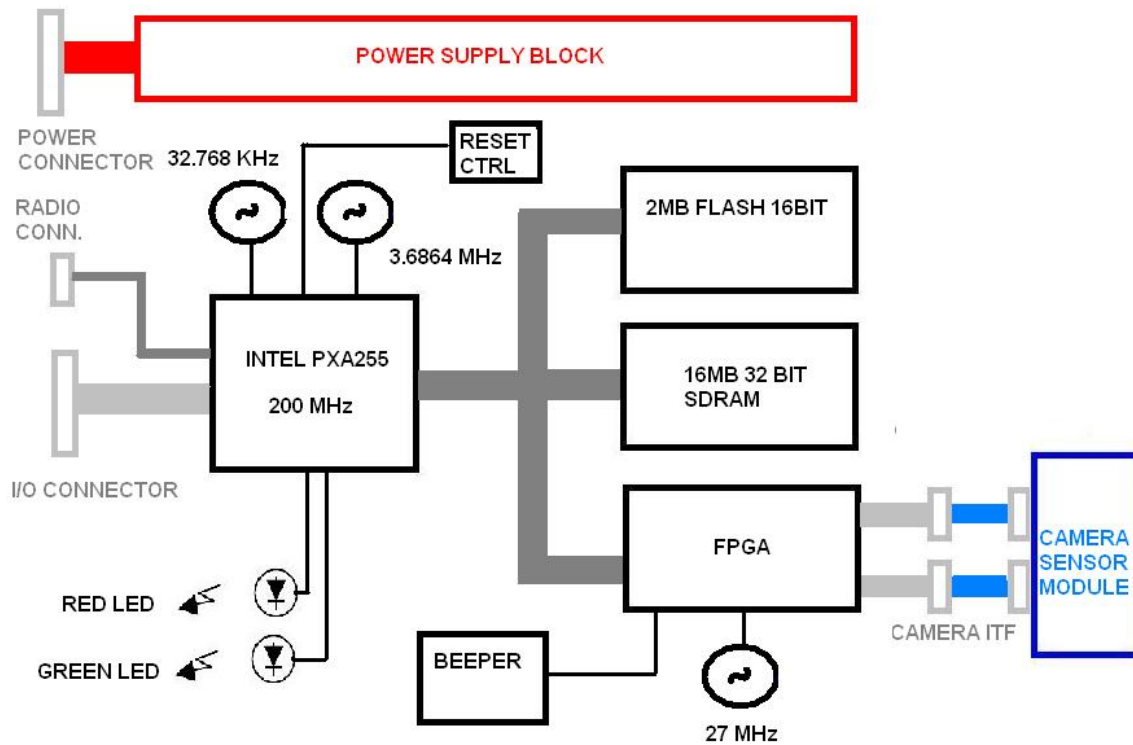 POWER SUPPLY BLOCK
POWER
CONNECTOR
32.768 KHz
RESET
CTRL
RADIO
CONN.
3.6864 MHz
2MB FLASH 16BIT
INTEL PXA255
200 MHz
16MB 32 BIT
SDRAM
I/O CONNECTOR
FPGA
CAMERA
SENSOR
MODULE
RED LED
CAMERA ITF
GREEN LED
BEEPER
27 MHz